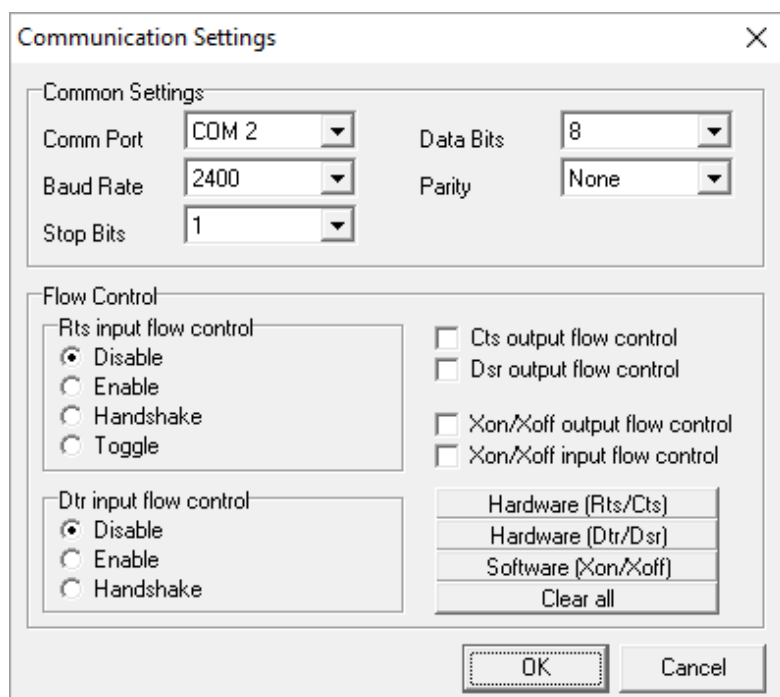 Communication Settings
Common Settings
Comm Port COM 2 Data Bits 8
Baud Rate 2400 Parity None
Stop Bits 1
Flow Control
Rts input flow control
Disable
Enable
Handshake
Toggle
Cts output flow control
Dsr output flow control
Xon/Xoff output flow control
Xon/Xoff input flow control
Dtr input flow control
Disable
Enable
Handshake
Hardware (Rts/Cts)
Hardware (Dtr/Dsr)
Software (Xon/Xoff)
Clear all
OK Cancel